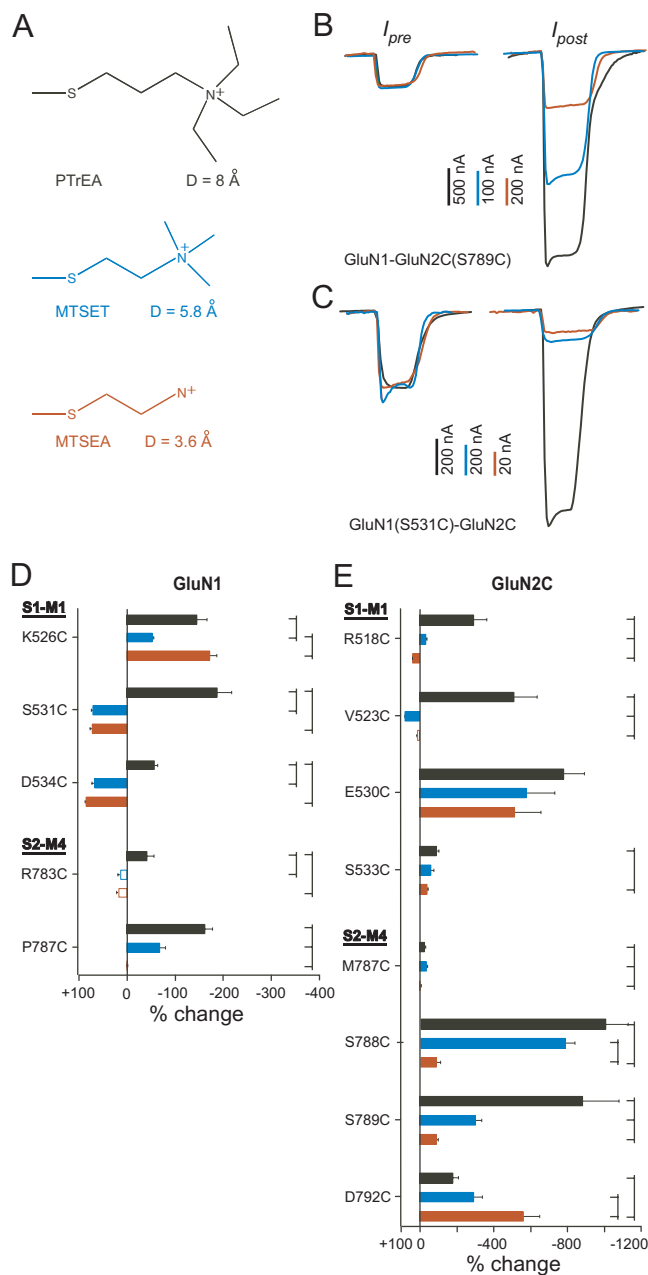 A
S
N+
PTrEA D = 8 Å
S
N+
MTSET D = 5.8 Å
S
N+
MTSEA D = 3.6 Å
B
Ipre
Ipost
500 nA
100 nA
200 nA
GluN1-GluN2C(S789C)
C
200 nA
200 nA
20 nA
GluN1(S531C)-GluN2C
D
GluN1
S1-M1
K526C
S531C
D534C
S2-M4
R783C
P787C
+100 0 -100 -200 -300 -400
% change
E
GluN2C
S1-M1
R518C
V523C
E530C
S533C
S2-M4
M787C
S788C
S789C
D792C
+100 0 -400 -800 -1200
% change